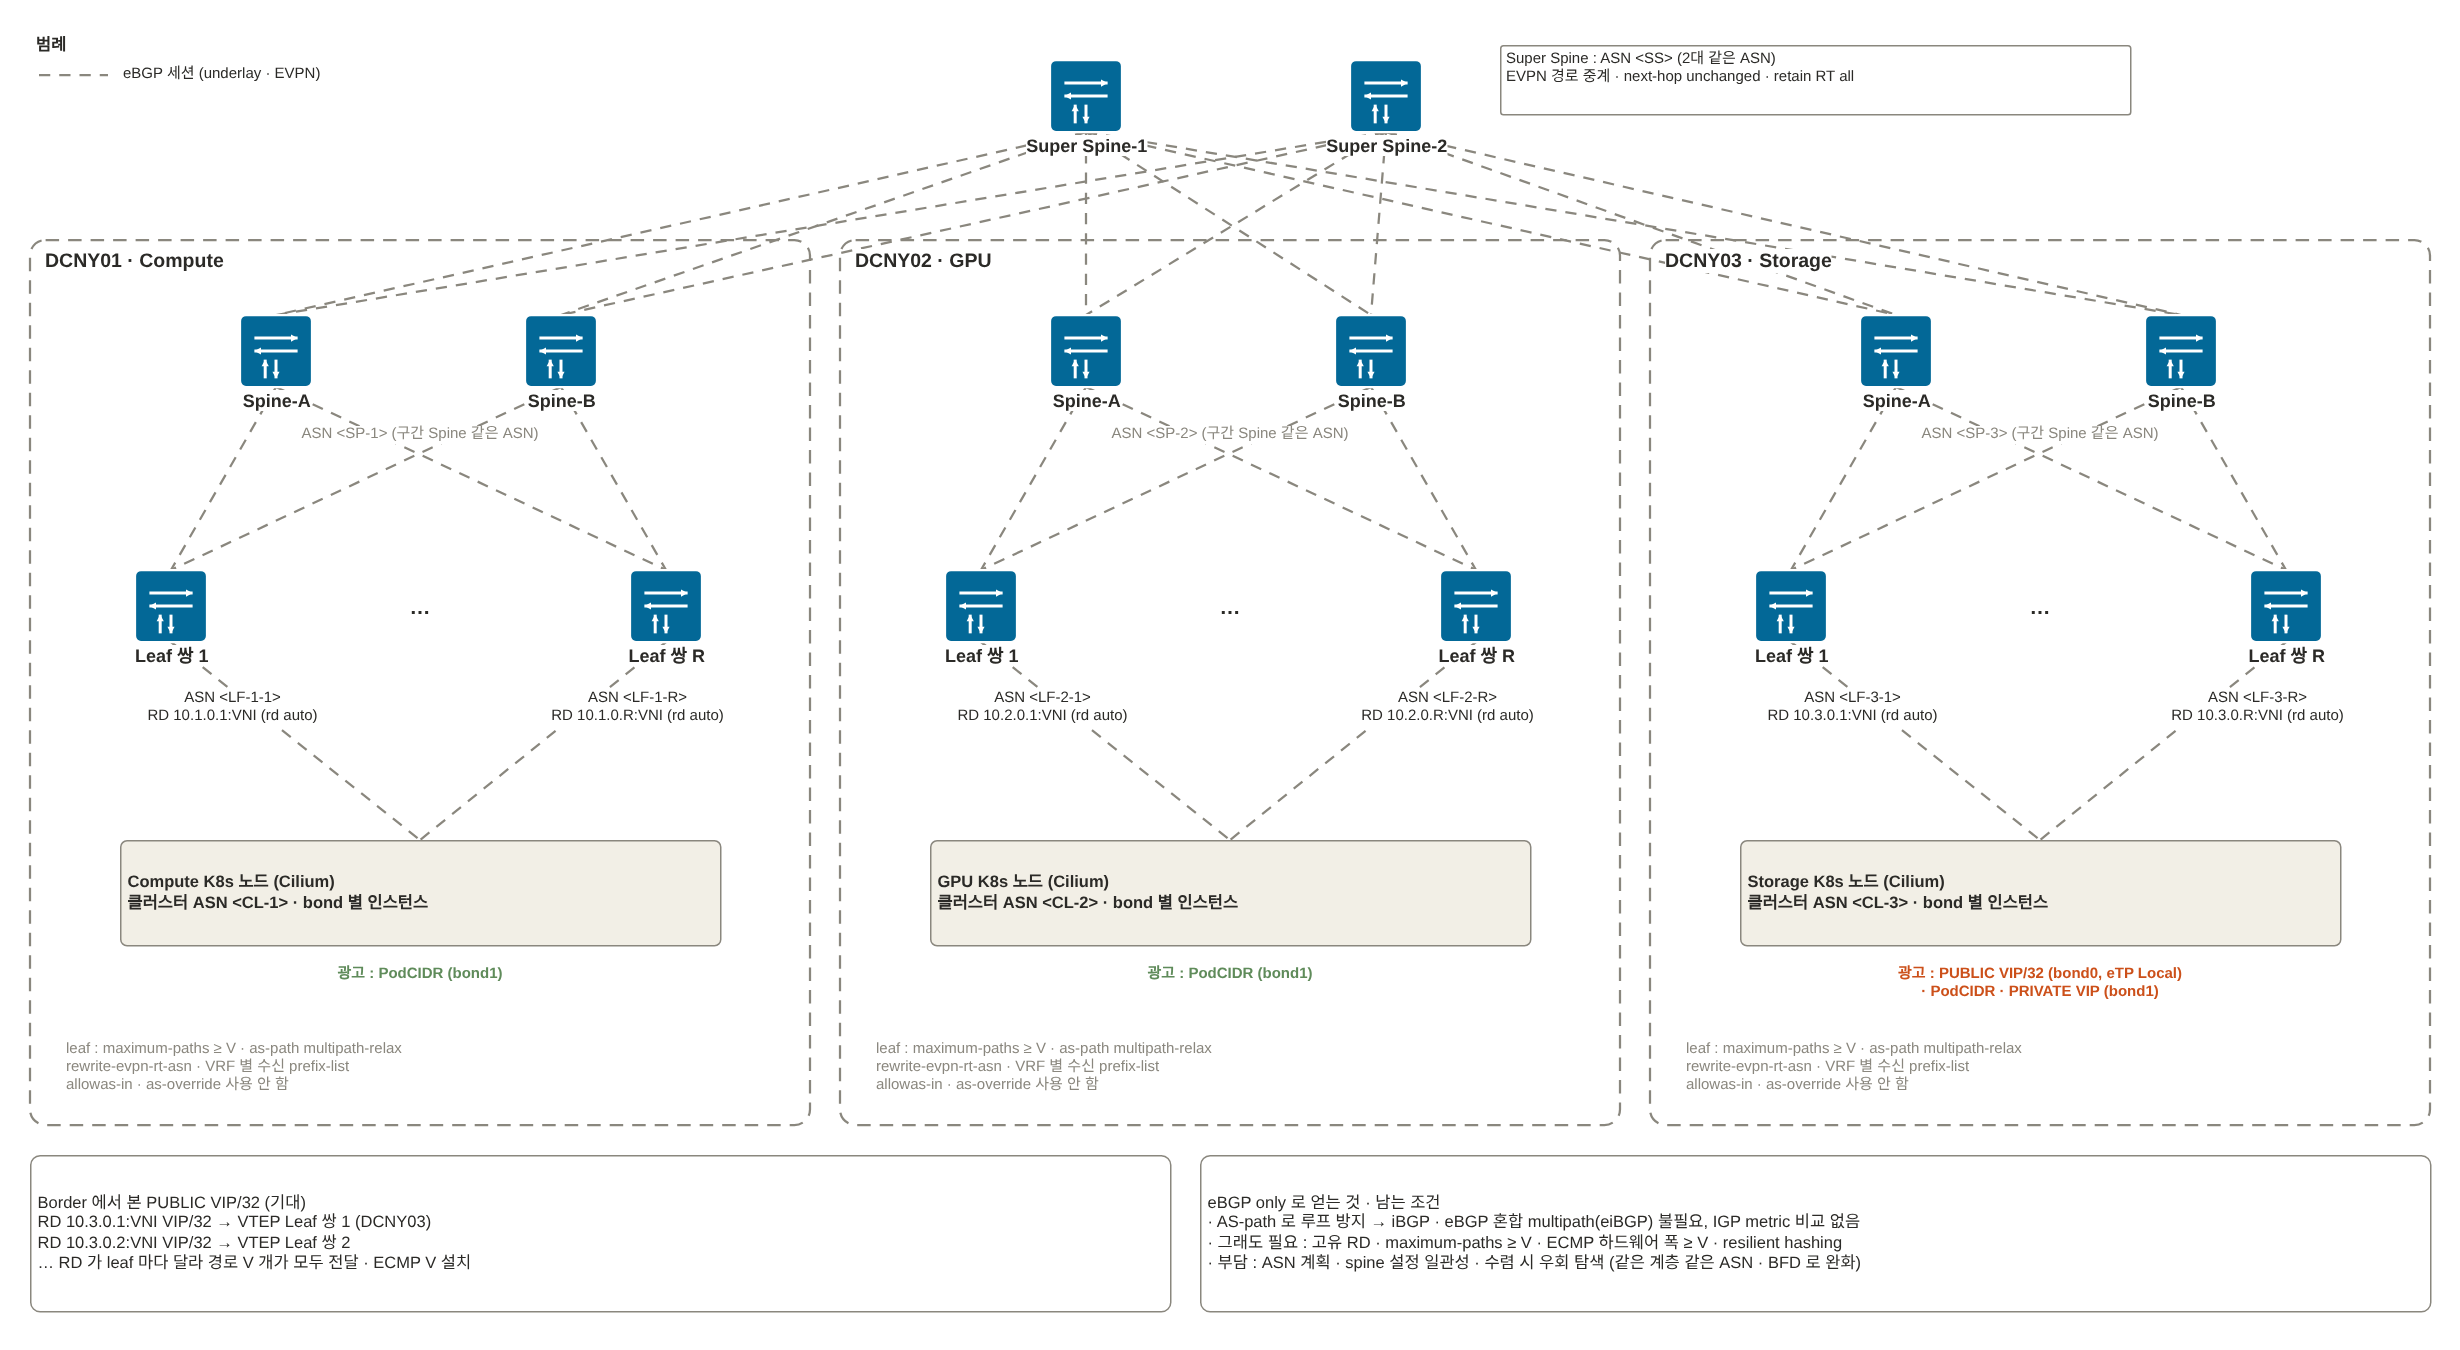 범례
eBGP 세션 (underlay · EVPN)
Super Spine : ASN <SS> (2대 같은 ASN)
EVPN 경로 중계 · next-hop unchanged · retain RT all
Super Spine-1
Super Spine-2
DCNY01 · Compute
Spine-A
Spine-B
ASN <SP-1> (구간 Spine 같은 ASN)
...
Leaf 쌍 1
Leaf 쌍 R
ASN <LF-1-1>
RD 10.1.0.1:VNI (rd auto)
ASN <LF-1-R>
RD 10.1.0.R:VNI (rd auto)
Compute K8s 노드 (Cilium)
클러스터 ASN <CL-1> · bond 별 인스턴스
광고 : PodCIDR (bond1)
leaf : maximum-paths ≥ V · as-path multipath-relax
rewrite-evpn-rt-asn · VRF 별 수신 prefix-list
allowas-in · as-override 사용 안 함
DCNY02 · GPU
Spine-A
Spine-B
ASN <SP-2> (구간 Spine 같은 ASN)
...
Leaf 쌍 1
Leaf 쌍 R
ASN <LF-2-1>
RD 10.2.0.1:VNI (rd auto)
ASN <LF-2-R>
RD 10.2.0.R:VNI (rd auto)
GPU K8s 노드 (Cilium)
클러스터 ASN <CL-2> · bond 별 인스턴스
광고 : PodCIDR (bond1)
leaf : maximum-paths ≥ V · as-path multipath-relax
rewrite-evpn-rt-asn · VRF 별 수신 prefix-list
allowas-in · as-override 사용 안 함
DCNY03 · Storage
Spine-A
Spine-B
ASN <SP-3> (구간 Spine 같은 ASN)
...
Leaf 쌍 1
Leaf 쌍 R
ASN <LF-3-1>
RD 10.3.0.1:VNI (rd auto)
ASN <LF-3-R>
RD 10.3.0.R:VNI (rd auto)
Storage K8s 노드 (Cilium)
클러스터 ASN <CL-3> · bond 별 인스턴스
광고 : PUBLIC VIP/32 (bond0, eTP Local)
· PodCIDR · PRIVATE VIP (bond1)
leaf : maximum-paths ≥ V · as-path multipath-relax
rewrite-evpn-rt-asn · VRF 별 수신 prefix-list
allowas-in · as-override 사용 안 함
Border 에서 본 PUBLIC VIP/32 (기대)
RD 10.3.0.1:VNI VIP/32 → VTEP Leaf 쌍 1 (DCNY03)
RD 10.3.0.2:VNI VIP/32 → VTEP Leaf 쌍 2
… RD 가 leaf 마다 달라 경로 V 개가 모두 전달 · ECMP V 설치
eBGP only 로 얻는 것 · 남는 조건
· AS-path 로 루프 방지 → iBGP · eBGP 혼합 multipath(eiBGP) 불필요, IGP metric 비교 없음
· 그래도 필요 : 고유 RD · maximum-paths ≥ V · ECMP 하드웨어 폭 ≥ V · resilient hashing
· 부담 : ASN 계획 · spine 설정 일관성 · 수렴 시 우회 탐색 (같은 계층 같은 ASN · BFD 로 완화)